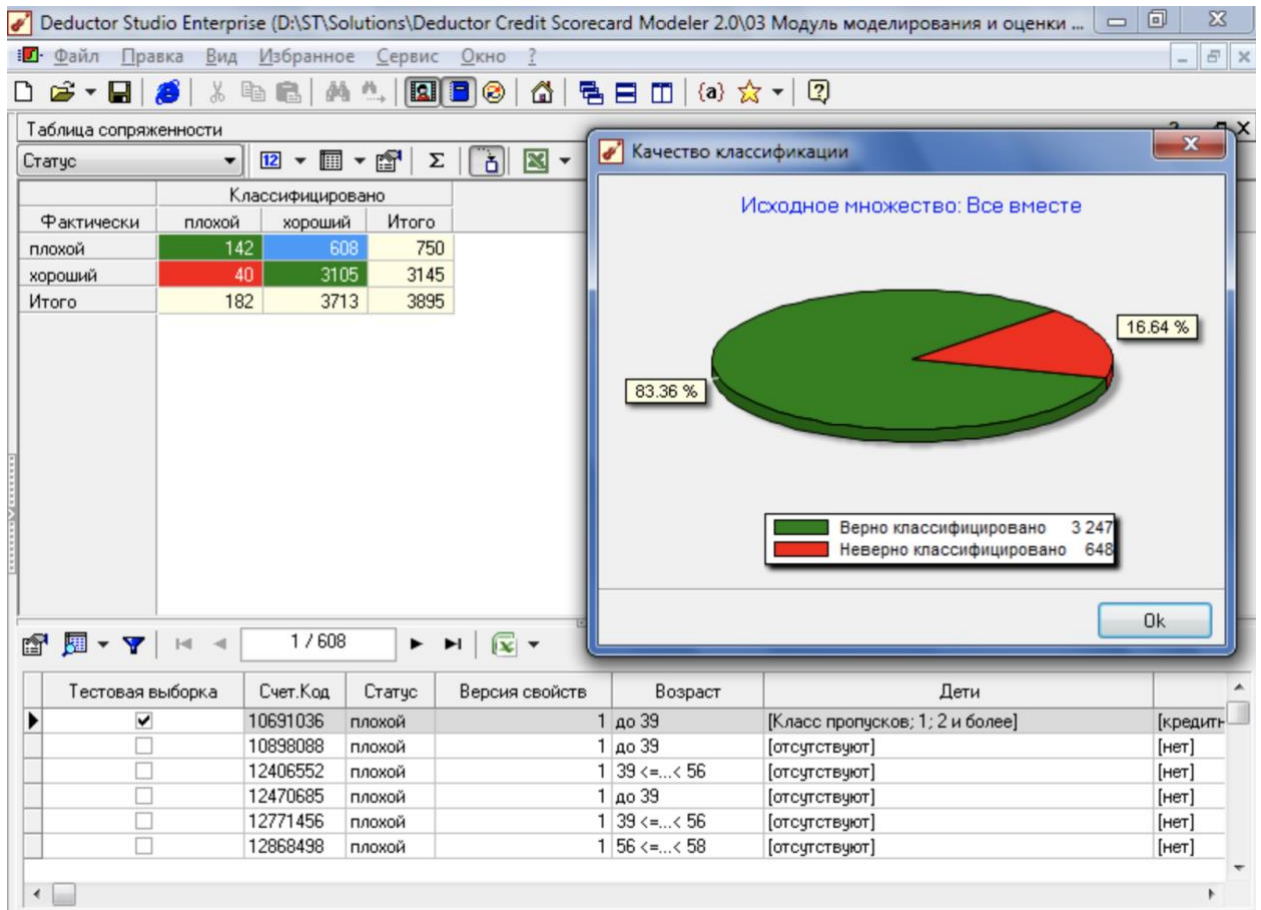 Deductor Studio Enterprise (D:\ST\Solutions\Deductor Credit Scorecard Modeler 2.0\03 Модуль моделирования и оценки ...
Файл Правка Вид Избранное Сервис Окно ?
Таблица сопряженности
Статус
Классифицировано
Фактически плохой хороший Итого
плохой 142 608 750
хороший 40 3105 3145
Итого 182 3713 3895
Качество классификации
Исходное множество: Все вместе
16.64 %
83.36 %
Верно классифицировано 3 247
Неверно классифицировано 648
Ok
1 / 608
Тестовая выборка Счет.Код Статус Версия свойств Возраст Дети
10691036 плохой 1 до 39 [Класс пропусков; 1; 2 и более] [кредитн
10898088 плохой 1 до 39 [отсутствуют] [нет]
12406552 плохой 1 39 <=...< 56 [отсутствуют] [нет]
12470685 плохой 1 до 39 [отсутствуют] [нет]
12771456 плохой 1 39 <=...< 56 [отсутствуют] [нет]
12868498 плохой 1 56 <=...< 58 [отсутствуют] [нет]